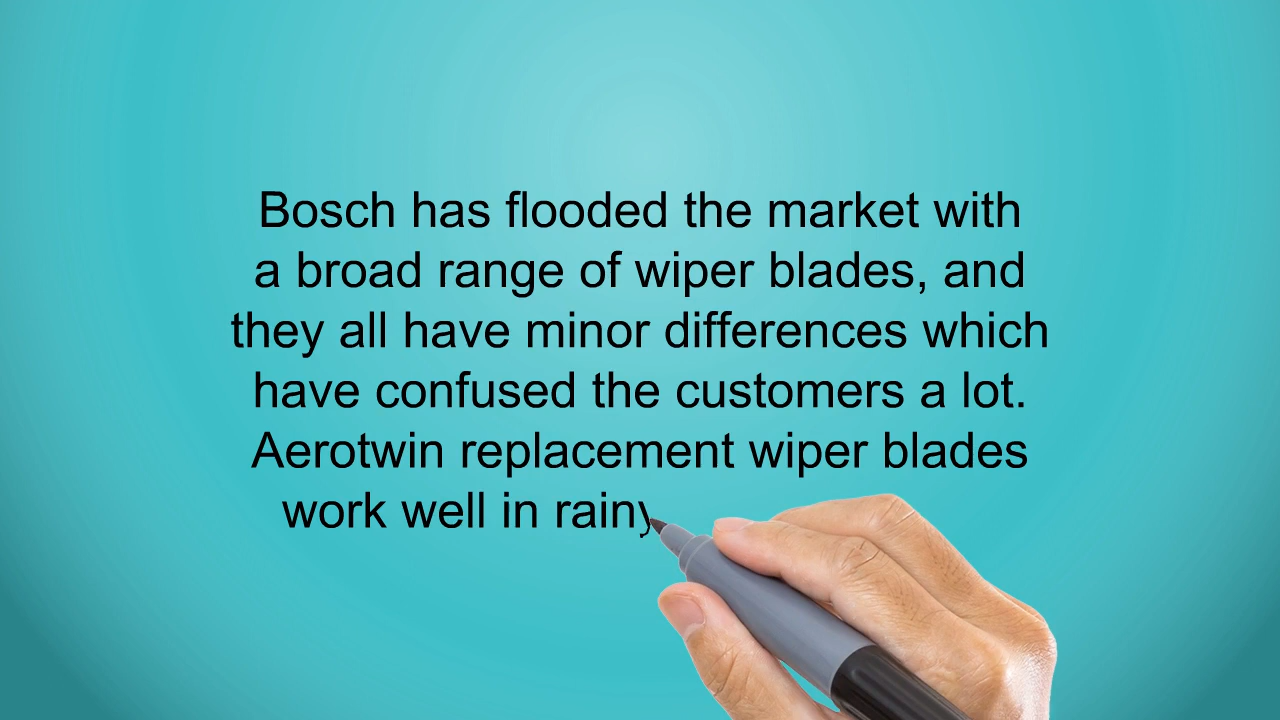 Bosch has flooded the market with
a broad range of wiper blades, and
they all have minor differences which
have confused the customers a lot.
Aerotwin replacement wiper blades
work well in rainy